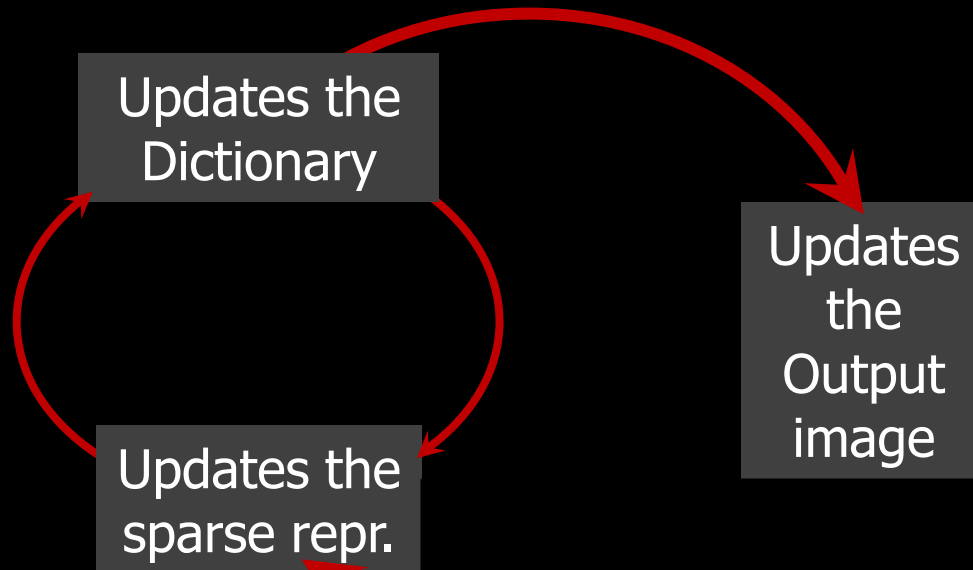 Updates the
Dictionary
Updates
the
Output
image
Updates the
sparse repr.